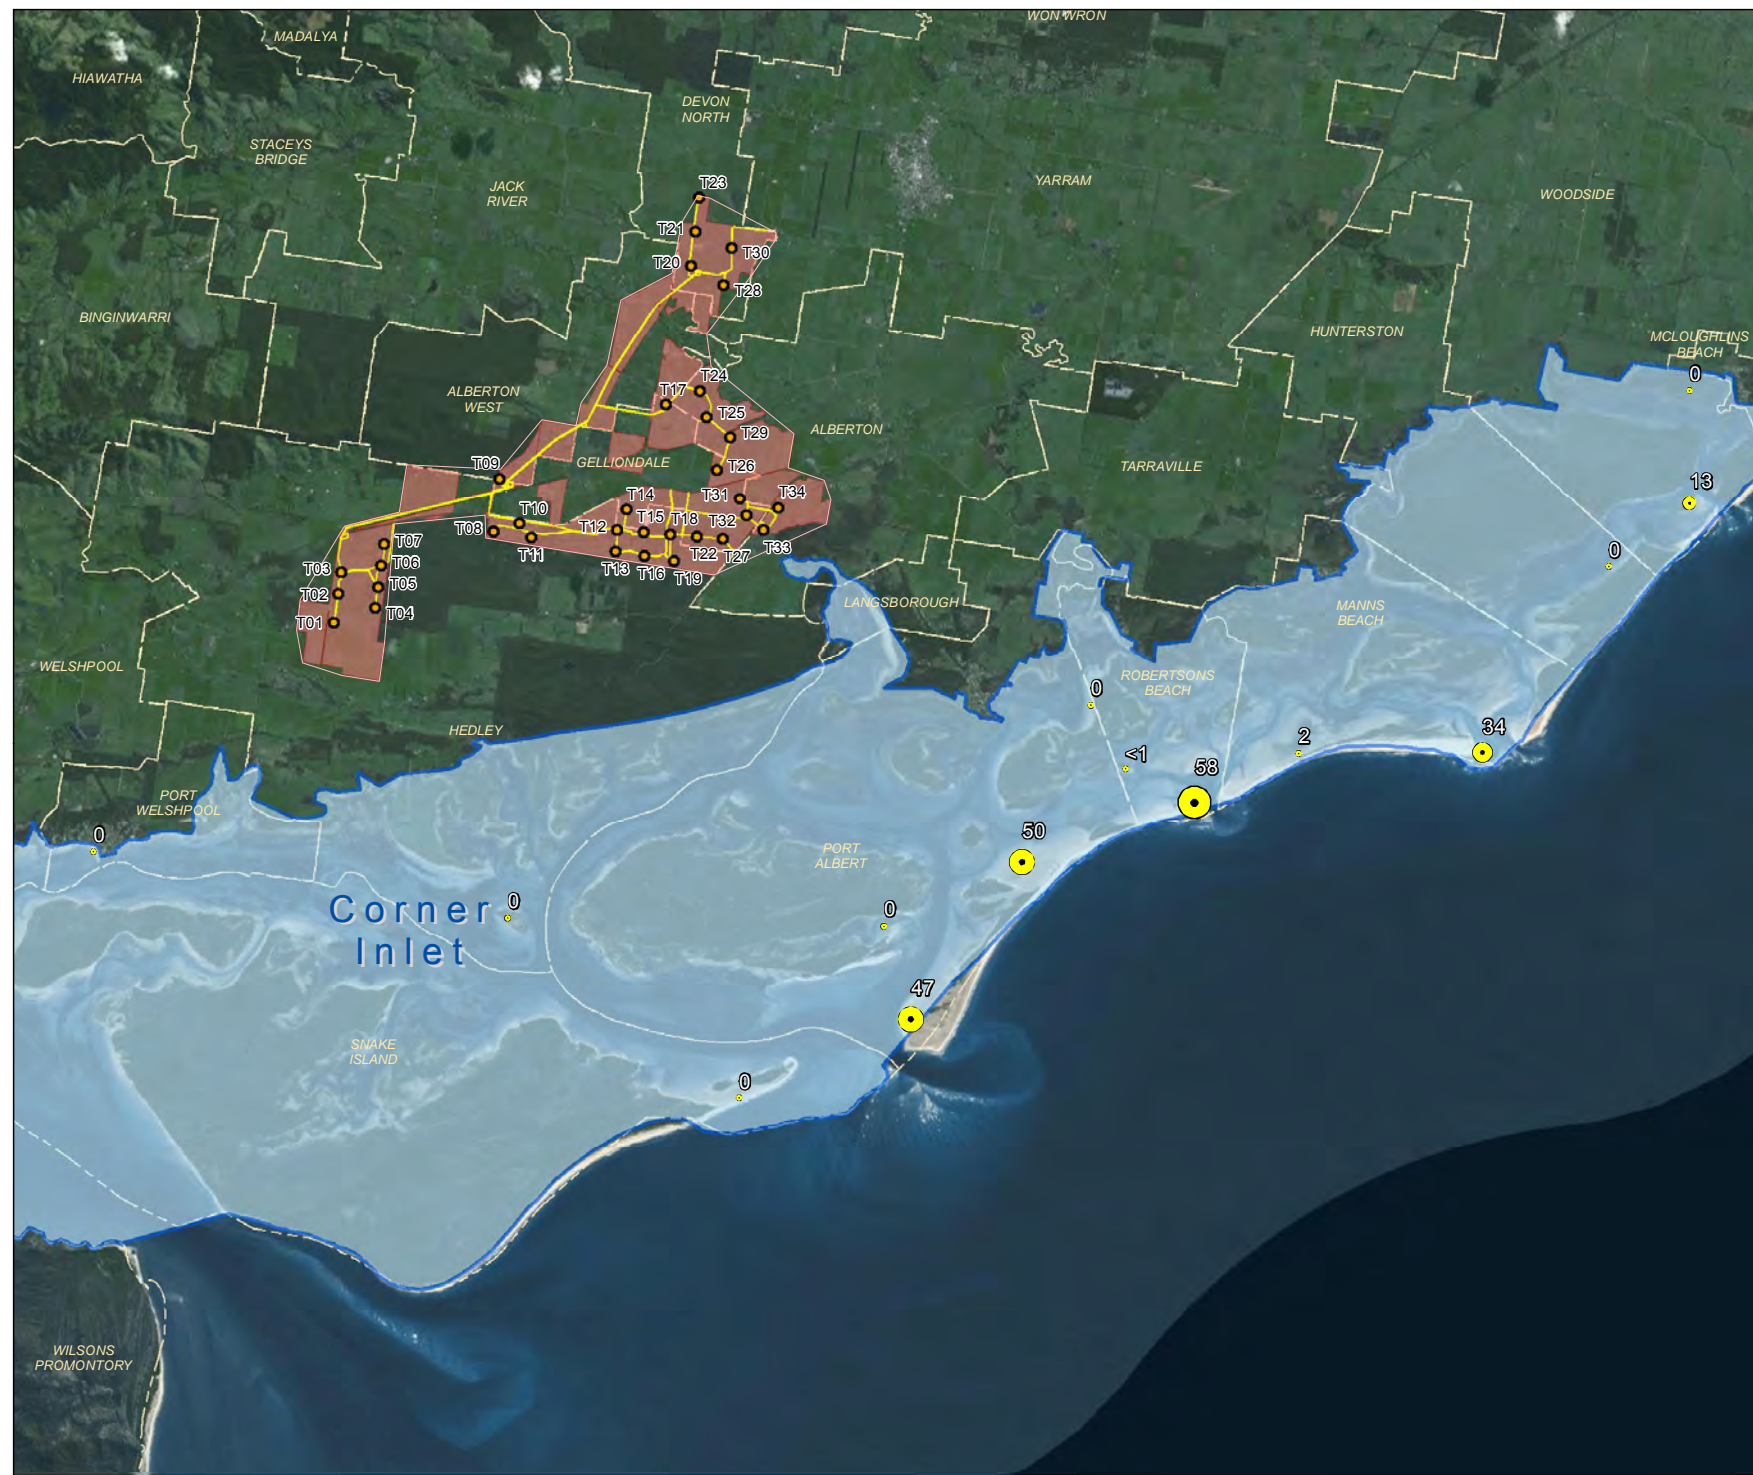 WON WRON
MADALYA
HIAWATHA
DEVON
NORTH
STACEYS
BRIDGE
JACK
RIVER
YARRAM
WOODSIDE
T23
T21
T30
T20
T28
BINGINWARRI
HUNTERSTON
MCLOUGHLINS
BEACH
0
ALBERTON
WEST
T24
T17
T25
T29
ALBERTON
GELLIONDALE
T09
T26
TARRAVILLE
13
T14
T31
T34
T10
T08
T11
T12
T15
T18
T32
T33
T22
T27
T13
T16
T19
0
T07
T06
T03
T05
T02
T04
T01
LANGSBOROUGH
MANNS
BEACH
WELSHPOOL
ROBERTSONS
BEACH
0
HEDLEY
34
2
<1
58
PORT
WELSHPOOL
0
50
PORT
ALBERT
Corner
Inlet
0
0
47
SNAKE
ISLAND
0
WILSONS
PROMONTORY